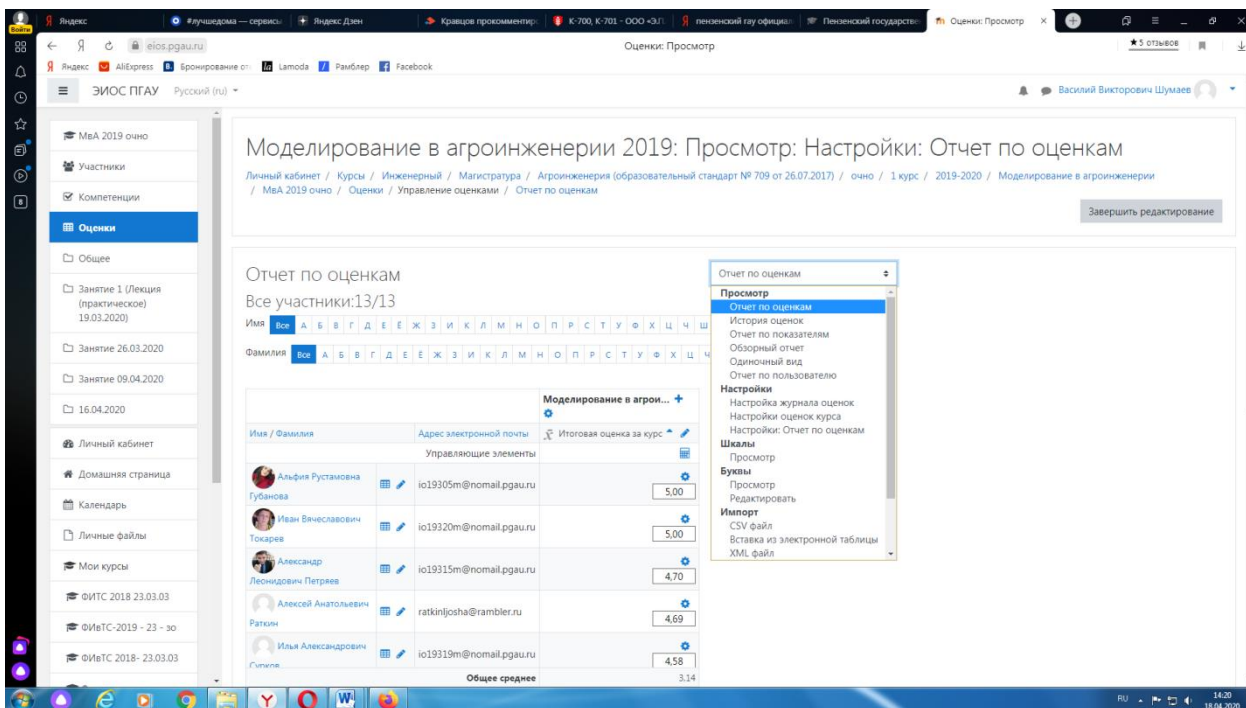 Яндекс
#лучшедома — сервисы
Яндекс Дзен
Кравцов прокомментир
К-700, К-701 - ООО «ЭЛ
пензенский гау официал
Пензенский государстве
Оценки: Просмотр
Войти
eios.pgau.ru
Оценки: Просмотр
★5 отзывов
Яндекс
AliExpress
Бронирование от
Lamoda
Рамблер
Facebook
ЭИОС ПГАУ
Русский (ru)
Василий Викторович Шумаев
МвА 2019 очно
Участники
Компетенции
Оценки
Общее
Занятие 1 (Лекция
(практическое)
19.03.2020)
Занятие 26.03.2020
Занятие 09.04.2020
16.04.2020
Личный кабинет
Домашняя страница
Календарь
Личные файлы
Мои курсы
ФИТС 2018 23.03.03
ФИвТС-2019 - 23 - зо
ФИвТС 2018- 23.03.03
Моделирование в агроинженерии 2019: Просмотр: Настройки: Отчет по оценкам
Личный кабинет / Курсы / Инженерный / Магистратура / Агроинженерия (образовательный стандарт № 709 от 26.07.2017) / очно / 1 курс / 2019-2020 / Моделирование в агроинженерии
/ МвА 2019 очно / Оценки / Управление оценками / Отчет по оценкам
Завершить редактирование
Отчет по оценкам
Все участники:13/13
Имя Все А Б В Г Д Е Ё Ж З И К Л М Н О П Р С Т У Ф Х Ц Ч Ш
Фамилия Все А Б В Г Д Е Ё Ж З И К Л М Н О П Р С Т У Ф Х Ц Ч
Отчет по оценкам
Просмотр
Отчет по оценкам
История оценок
Отчет по показателям
Обзорный отчет
Одиночный вид
Отчет по пользователю
Настройки
Настройка журнала оценок
Настройки оценок курса
Настройки: Отчет по оценкам
Шкалы
Просмотр
Буквы
Просмотр
Редактировать
Импорт
CSV файл
Вставка из электронной таблицы
XML файл
Моделирование в агрои...
Имя / Фамилия
Адрес электронной почты
Итоговая оценка за курс
Управляющие элементы
Альфия Рустамовна
Губанова
io19305m@nomail.pgau.ru
5,00
Иван Вячеславович
Токарев
io19320m@nomail.pgau.ru
5,00
Александр
Леонидович Петряев
io19315m@nomail.pgau.ru
4,70
Алексей Анатольевич
Раткин
ratkinljosha@rambler.ru
4,69
Илья Александрович
Сурков
io19319m@nomail.pgau.ru
4,58
Общее среднее
3.14
RU
14:20
18.04.2020